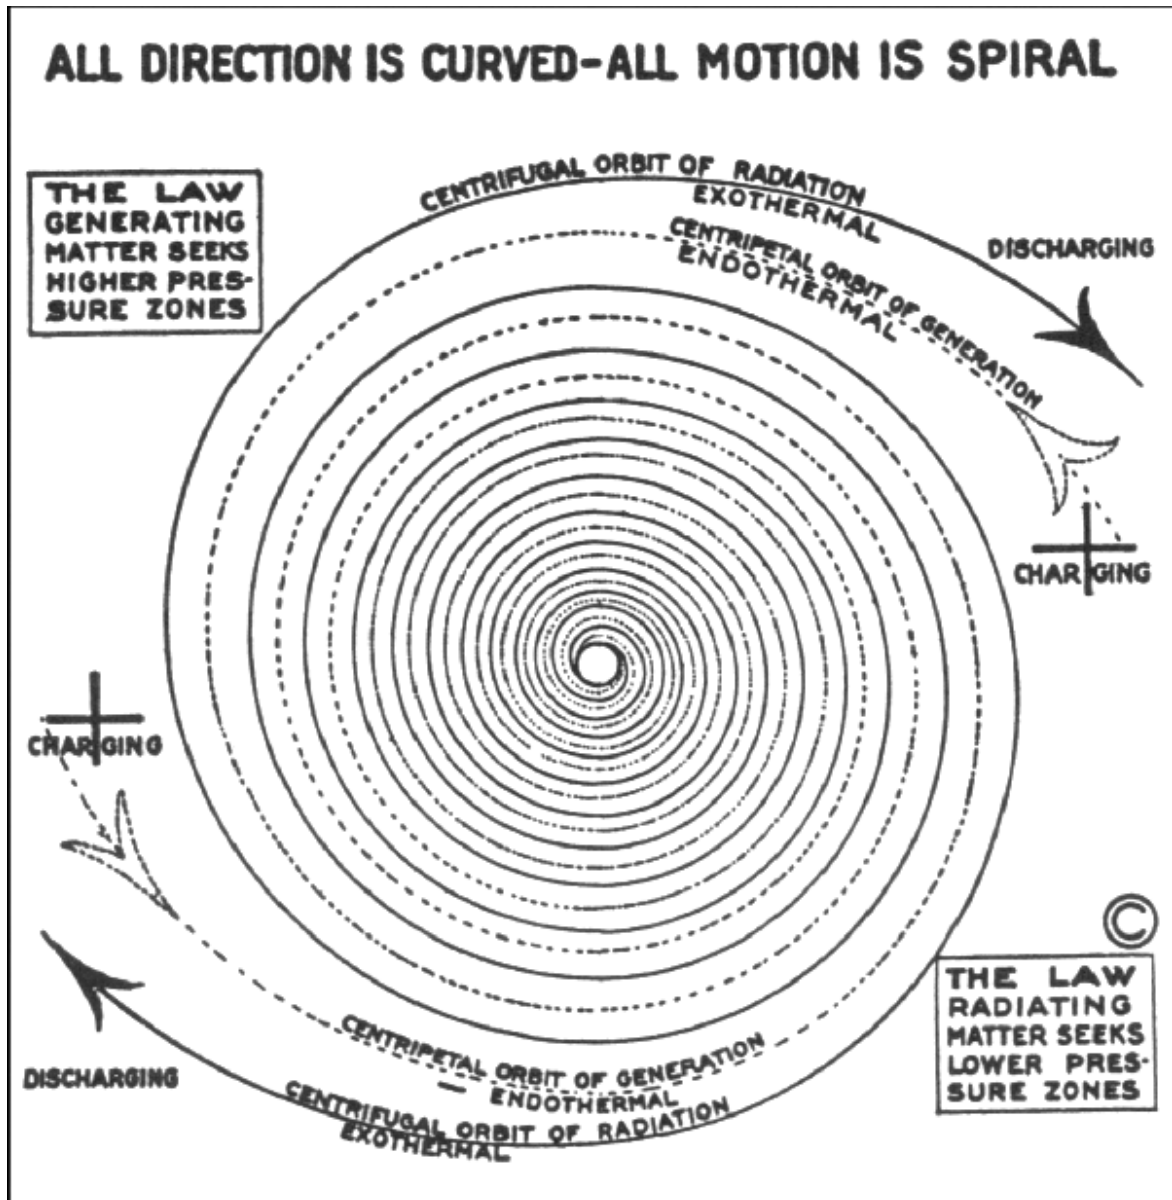 ALL DIRECTION IS CURVED-ALL MOTION IS SPIRAL
THE LAW
GENERATING
MATTER SEEKS
HIGHER PRES-
SURE ZONES
CENTRIFUGAL ORBIT OF RADIATION
EXOTHERMAL
CENTRIPETAL ORBIT OF GENERATION
ENDOTHERMAL
DISCHARGING
CHARGING
CHARGING
DISCHARGING
CENTRIPETAL ORBIT OF GENERATION
ENDOTHERMAL
CENTRIFUGAL ORBIT OF RADIATION
EXOTHERMAL
©
THE LAW
RADIATING
MATTER SEEKS
LOWER PRES-
SURE ZONES